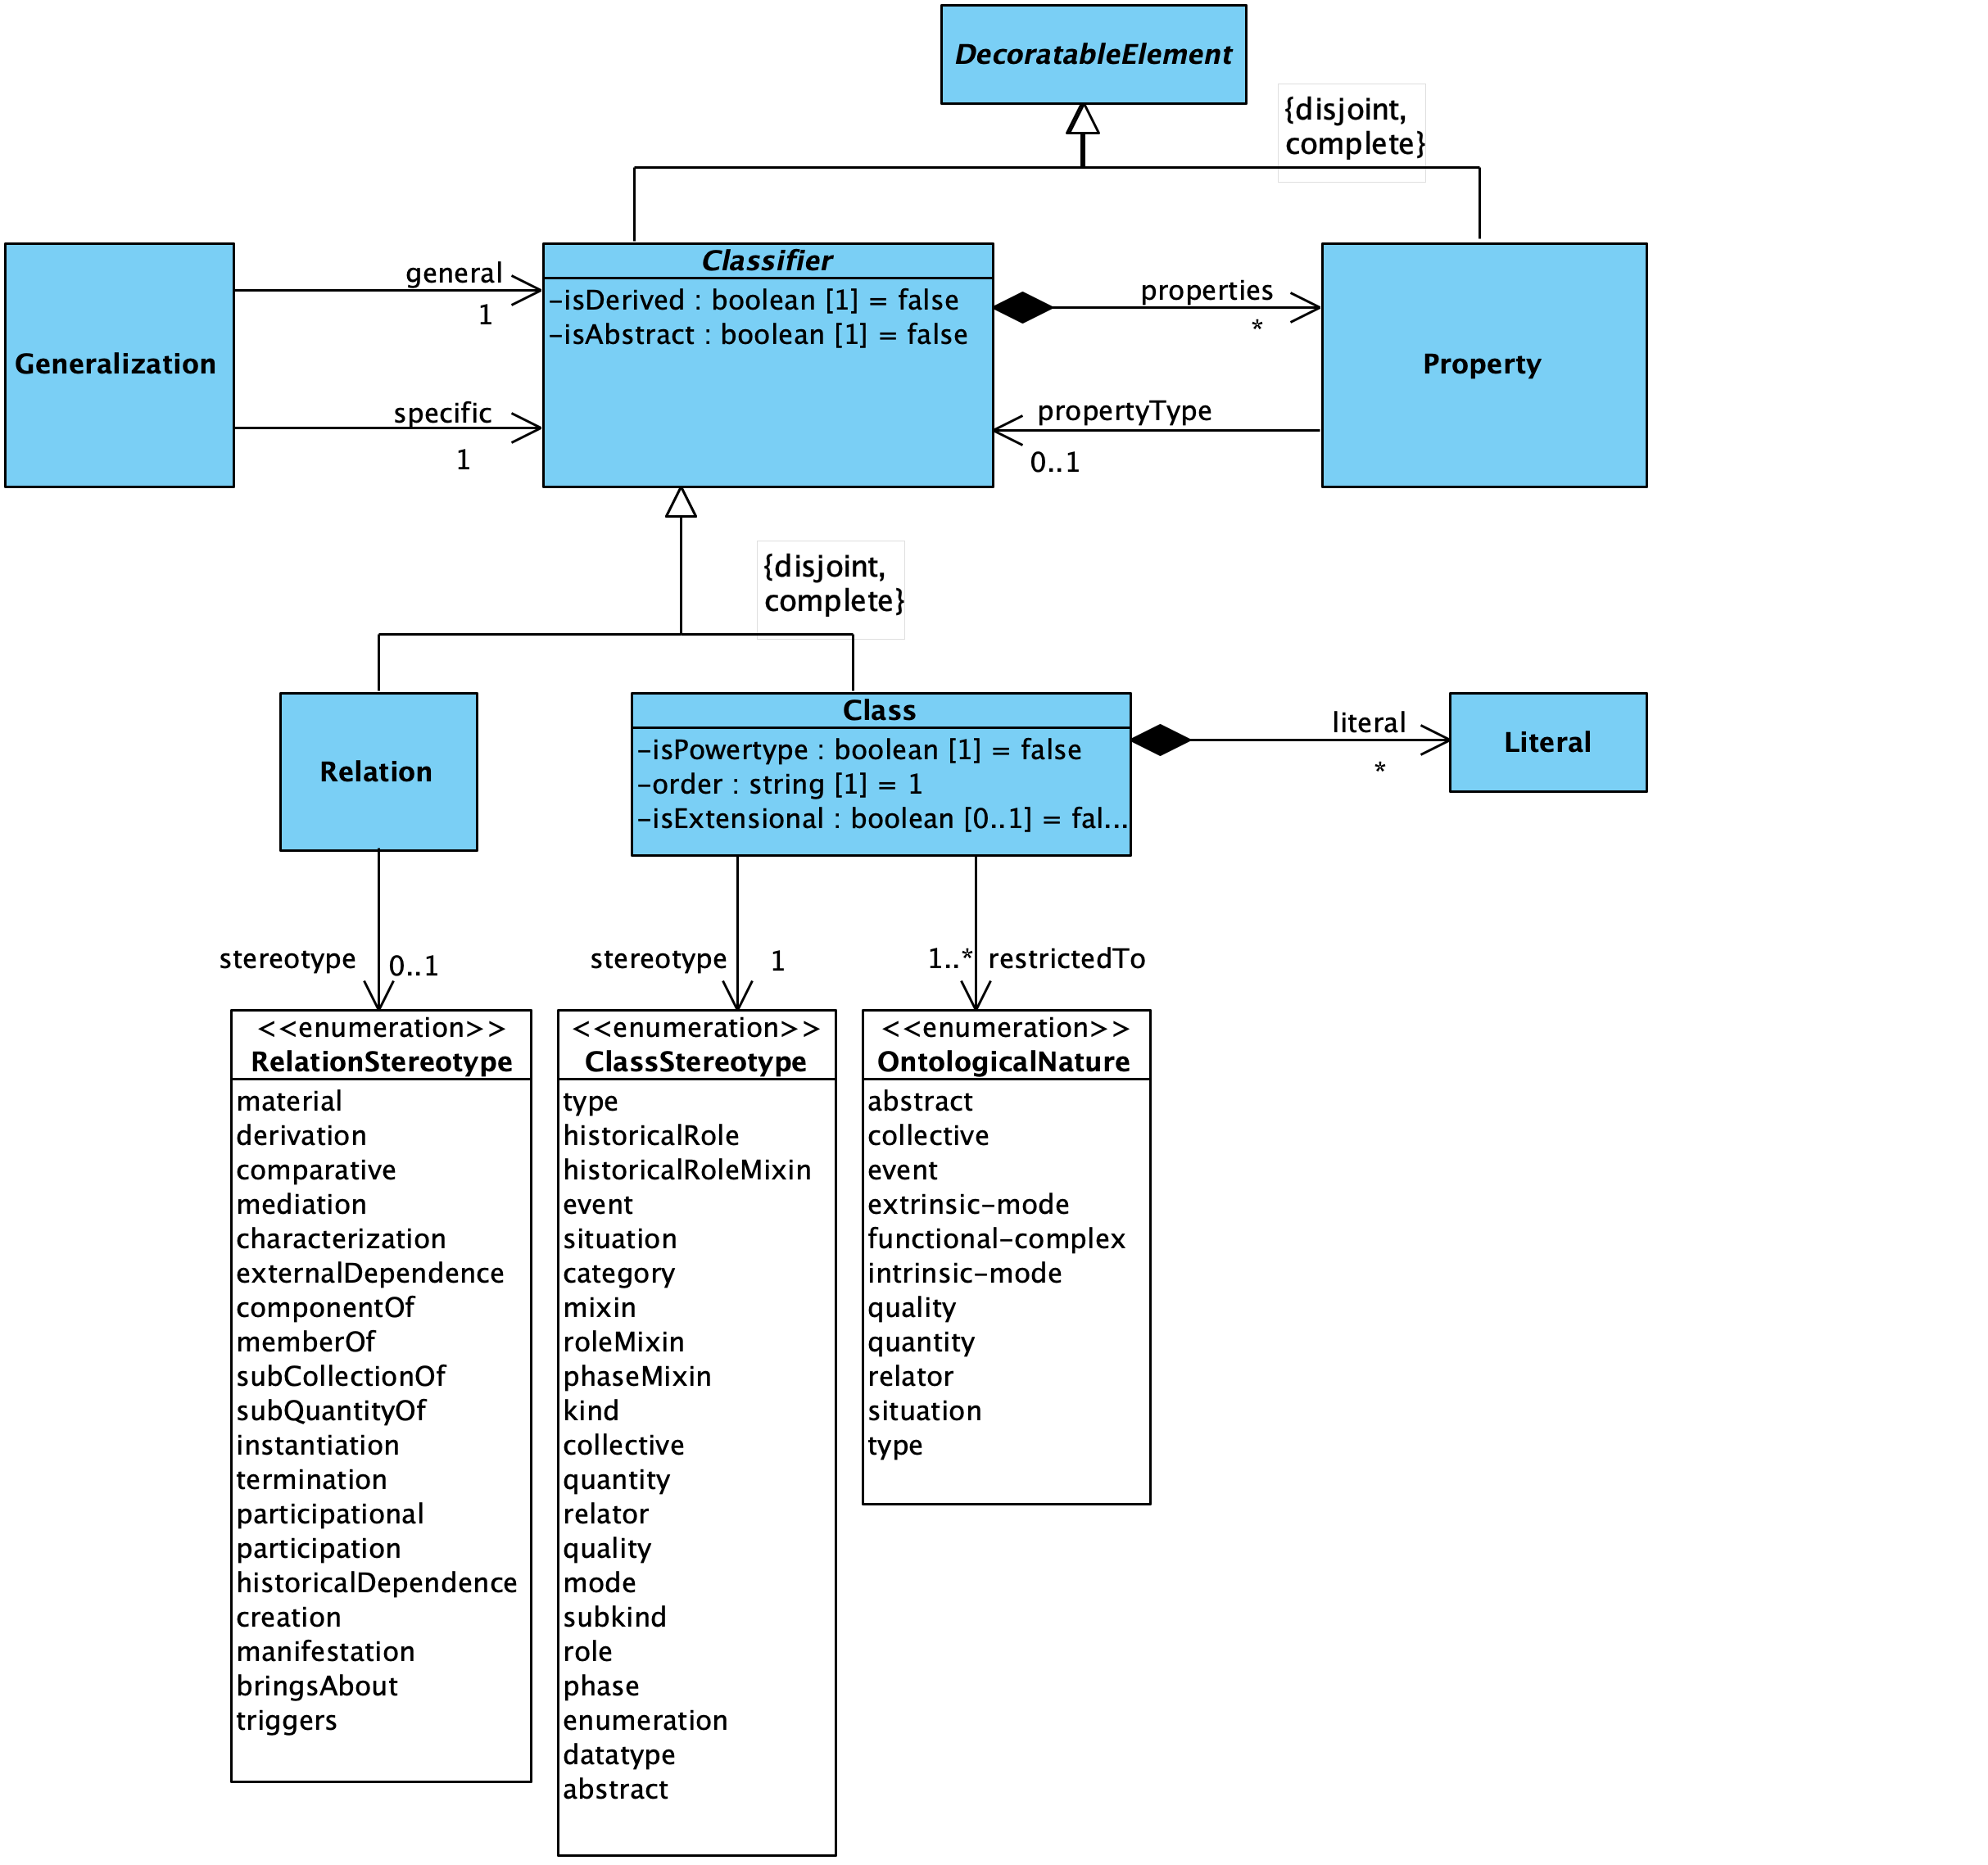 DecoratableElement
{disjoint,
complete}
Generalization
general
1
specific
1
Classifier
-isDerived : boolean [1] = false
-isAbstract : boolean [1] = false
properties
*
propertyType
0..1
Property
{disjoint,
complete}
Relation
Class
-isPowertype : boolean [1] = false
-order : string [1] = 1
-isExtensional : boolean [0..1] = fal...
literal
*
Literal
stereotype
0..1
stereotype
1
1..*
restrictedTo
<<enumeration>>
RelationStereotype
material
derivation
comparative
mediation
characterization
externalDependence
componentOf
memberOf
subCollectionOf
subQuantityOf
instantiation
termination
participational
participation
historicalDependence
creation
manifestation
bringsAbout
triggers
<<enumeration>>
ClassStereotype
type
historicalRole
historicalRoleMixin
event
situation
category
mixin
roleMixin
phaseMixin
kind
collective
quantity
relator
quality
mode
subkind
role
phase
enumeration
datatype
abstract
<<enumeration>>
OntologicalNature
abstract
collective
event
extrinsic-mode
functional-complex
intrinsic-mode
quality
quantity
relator
situation
type